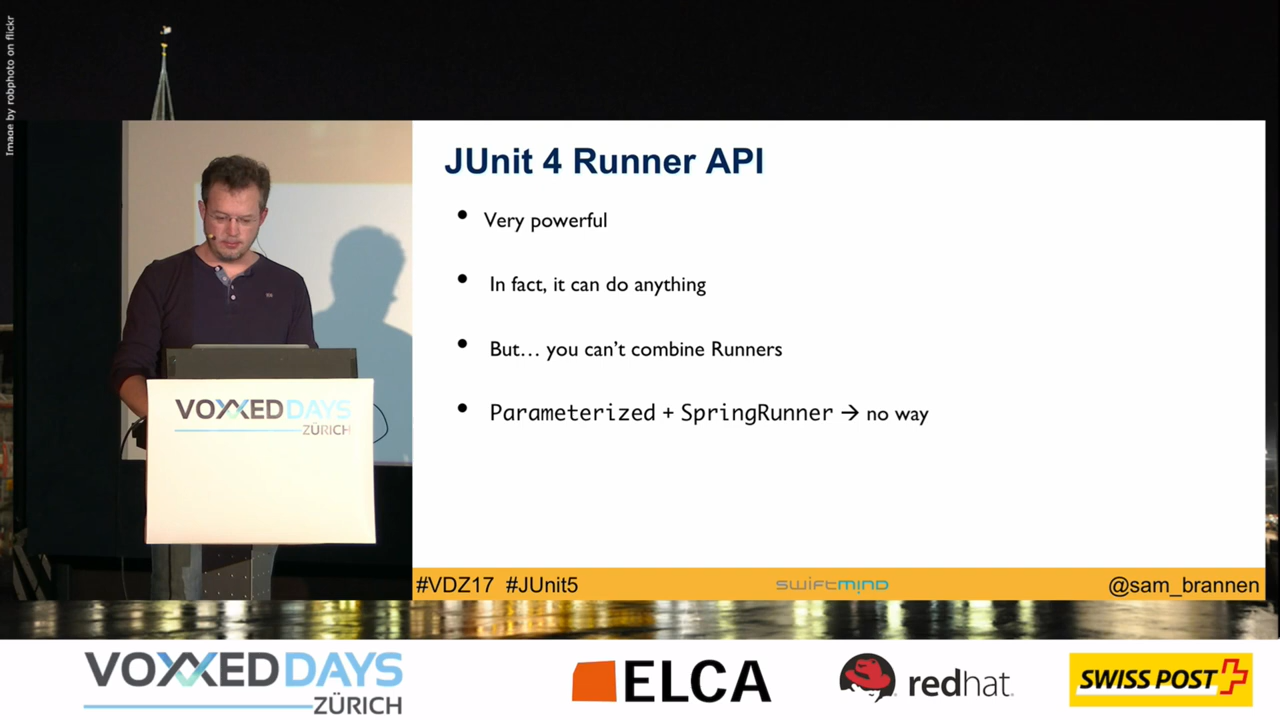 Image by robphoto on flickr
JUnit 4 Runner API
• Very powerful
• In fact, it can do anything
• But… you can't combine Runners
• Parameterized + SpringRunner → no way
VOXXED DAYS
ZÜRICH
#VDZ17 #JUnit5
swiftmind
@sam_brannen
VOXXED DAYS
ZÜRICH
ELCA
redhat.
SWISS POST